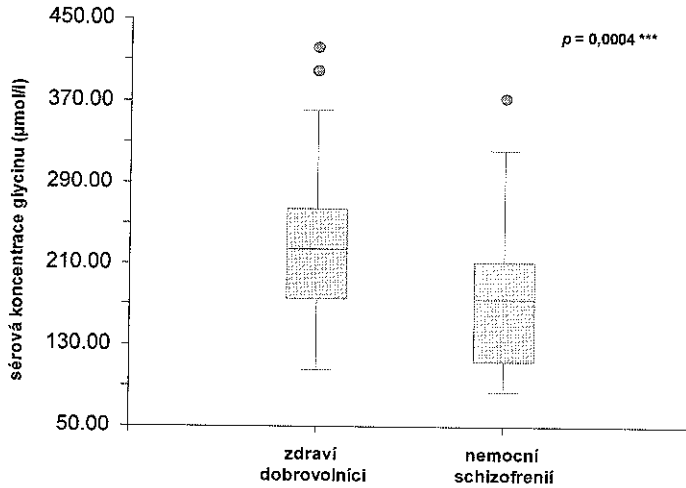 450.00
p = 0,0004 ***
370.00
290.00
210.00
130.00
50.00
sérová koncentrace glycinu (µmol/l)
zdraví
dobrovolníci
nemocní
schizofrenií